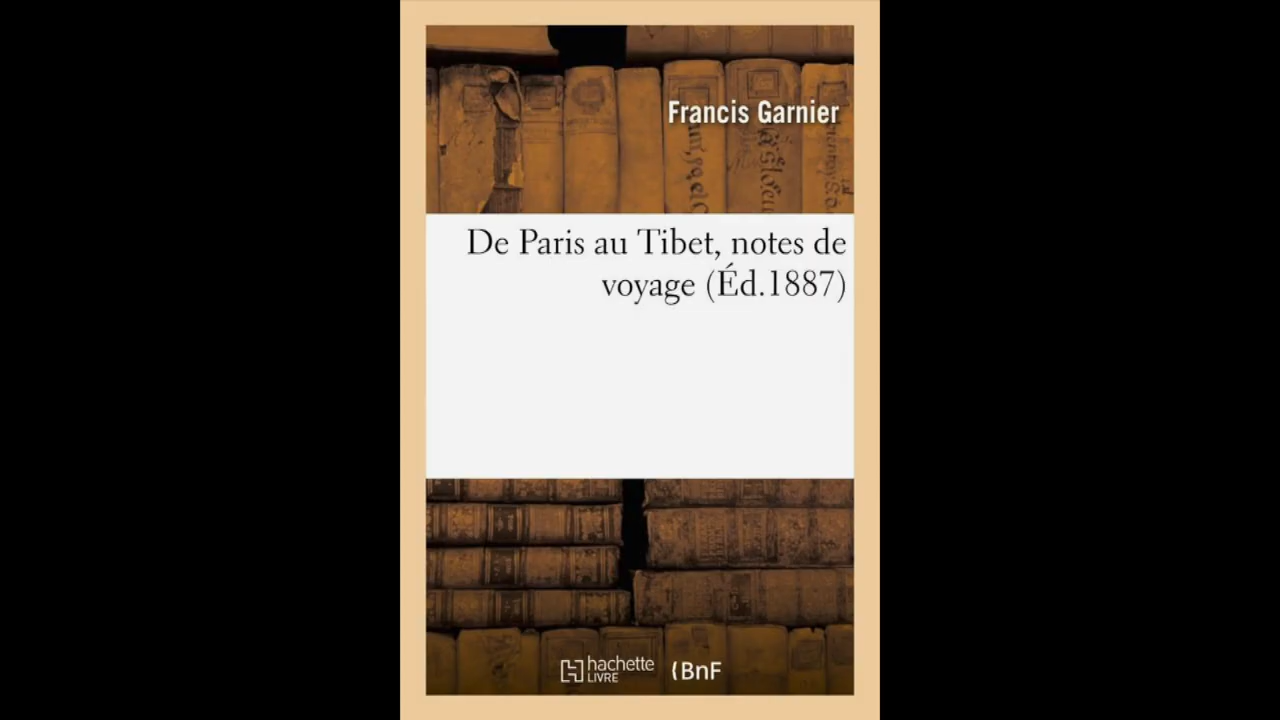 Francis Garnier
De Paris au Tibet, notes de
voyage (Éd.1887)
hachette
LIVRE
(BnF